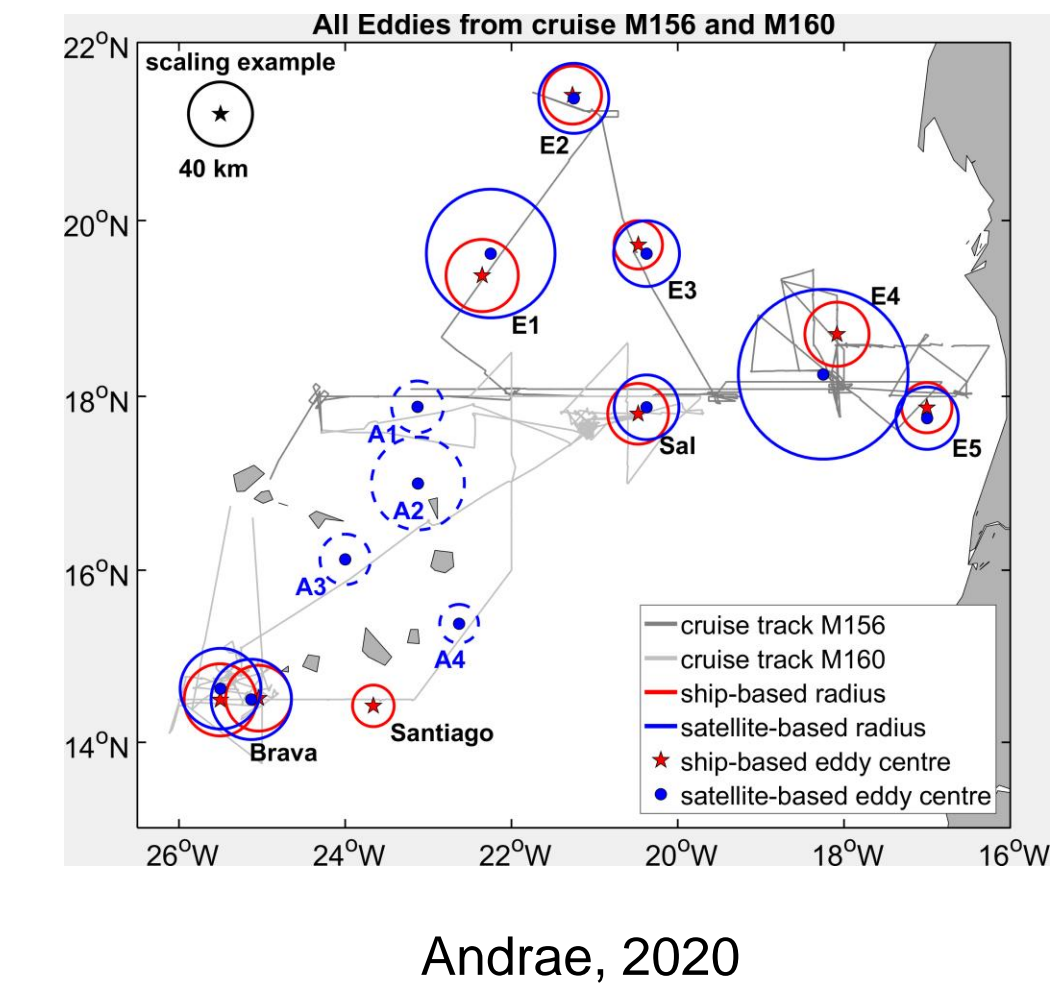 All Eddies from cruise M156 and M160
22°N
20°N
18°N
16°N
14°N
scaling example
40 km
E2
E3
E1
E4
E5
Sal
A1
A2
A3
A4
Santiago
Brava
cruise track M156
cruise track M160
ship-based radius
satellite-based radius
ship-based eddy centre
satellite-based eddy centre
26°W 24°W 22°W 20°W 18°W 16°W
Andrae, 2020